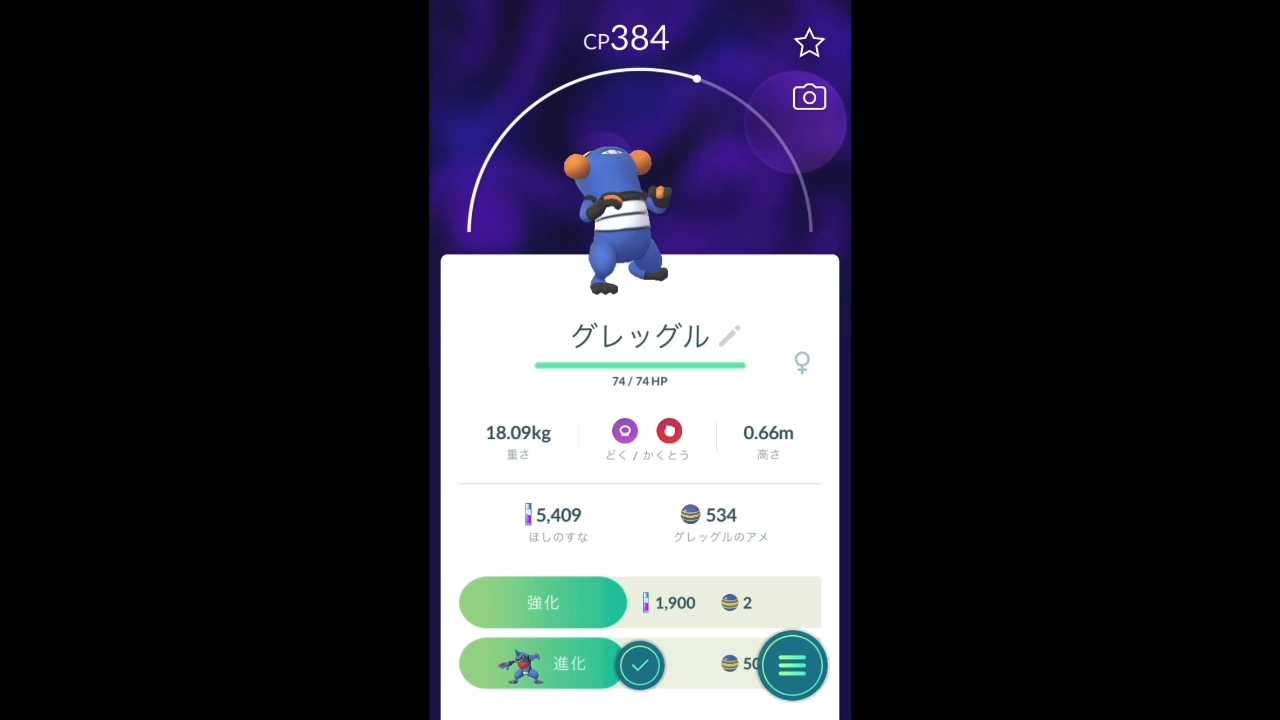 CP384
グレッグル
74 / 74 HP
18.09kg
重さ
どく / かくとう
0.66m
高さ
5,409
ほしのすな
534
グレッグルのアメ
強化
1,900
2
進化
50